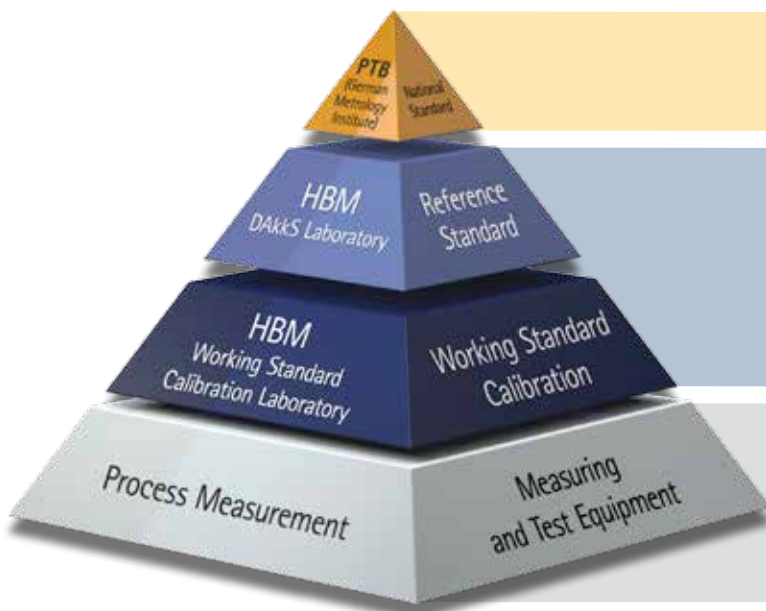 PTB
(German
Metrology
Institute)
National
Standard
HBM
DAkkS Laboratory
Reference
Standard
HBM
Working Standard
Calibration Laboratory
Working Standard
Calibration
Process Measurement
Measuring
and Test Equipment